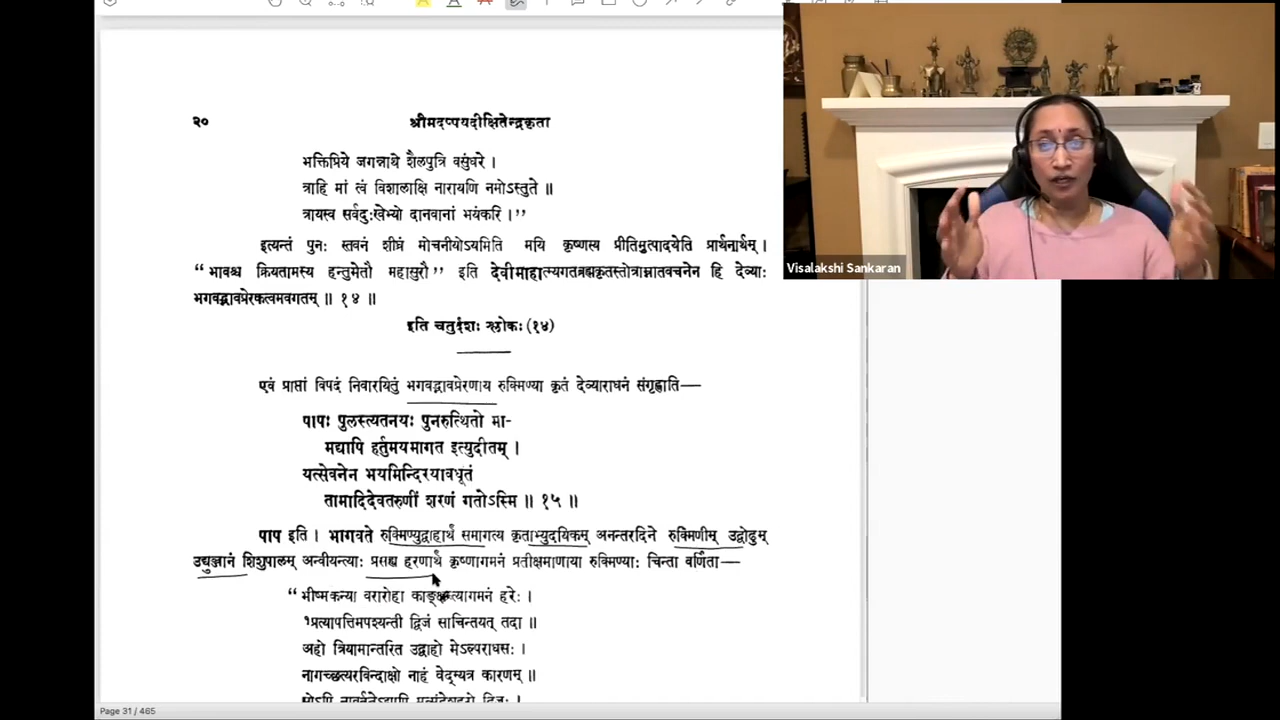 २०
श्रीमदप्पयदीक्षितेन्द्रकृता
भक्तिप्रिये जगन्नाथे शैलपुत्रि वसुंधरे ।
त्राहि मां त्वं विशालाक्षि नारायणि नमोऽस्तुते ॥
त्रायस्व सर्वदुःखेभ्यो दानवानां भयंकरि ।’’
इत्यन्तं पुनः स्तवनं शीघ्रं मोचनीयोऽयमिति मयि कृष्णस्य प्रीतिमुत्पादयेति प्रार्थनार्थम् ।
“ भावश्च क्रियतामस्य हन्तुमेतौ महासुरौ ’’ इति देवीमाहात्म्यगतब्रह्मकृतस्तोत्राम्नातवचनेन हि देव्याः
भगवद्भावप्रेरकत्वमवगतम् ॥ १४ ॥
इति चतुर्दशः श्लोकः (१४)
एवं प्राप्तां विपदं निवारयितुं भगवद्भावप्रेरणाय रुक्मिण्या कृतं देव्याराधनं संगृह्णाति—
पापः पुलस्त्यतनयः पुनरुत्थितो मा-
मद्यापि हर्तुमयमागत इत्युदीतम् ।
यत्सेवनेन भयमिन्दिरयावधूतं
तामादिदेवतरुणीं शरणं गतोऽस्मि ॥ १५ ॥
पाप इति । भागवते रुक्मिण्युद्वाहार्थं समागत्य कृताभ्युदयिकम् अनन्तरदिने रुक्मिणीम् उद्वोढुम्
उद्युञ्जानं शिशुपालम् अन्वीयन्त्याः प्रसह्य हरणार्थं कृष्णागमनं प्रतीक्षमाणाया रुक्मिण्याः चिन्ता वर्णिता—
“ भीष्मकन्या वरारोहा काङ्क्षन्त्यागमनं हरेः ।
¹प्रत्यापत्तिमपश्यन्ती द्विजं साचिन्तयत् तदा ॥
अहो त्रियामान्तरित उद्वाहो मेऽल्पराधसः ।
नागच्छत्यरविन्दाक्षो नाहं वेद्म्यत्र कारणम् ॥
Visalakshi Sankaran
Page 31 / 465